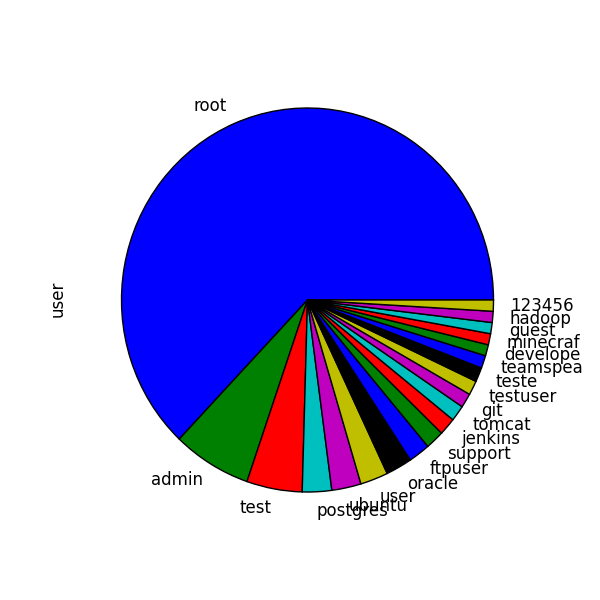 root
user
admin
test
postgres
ubuntu
user
oracle
ftpuser
support
jenkins
tomcat
git
testuser
teste
teamspea
develope
minecraf
guest
hadoop
123456